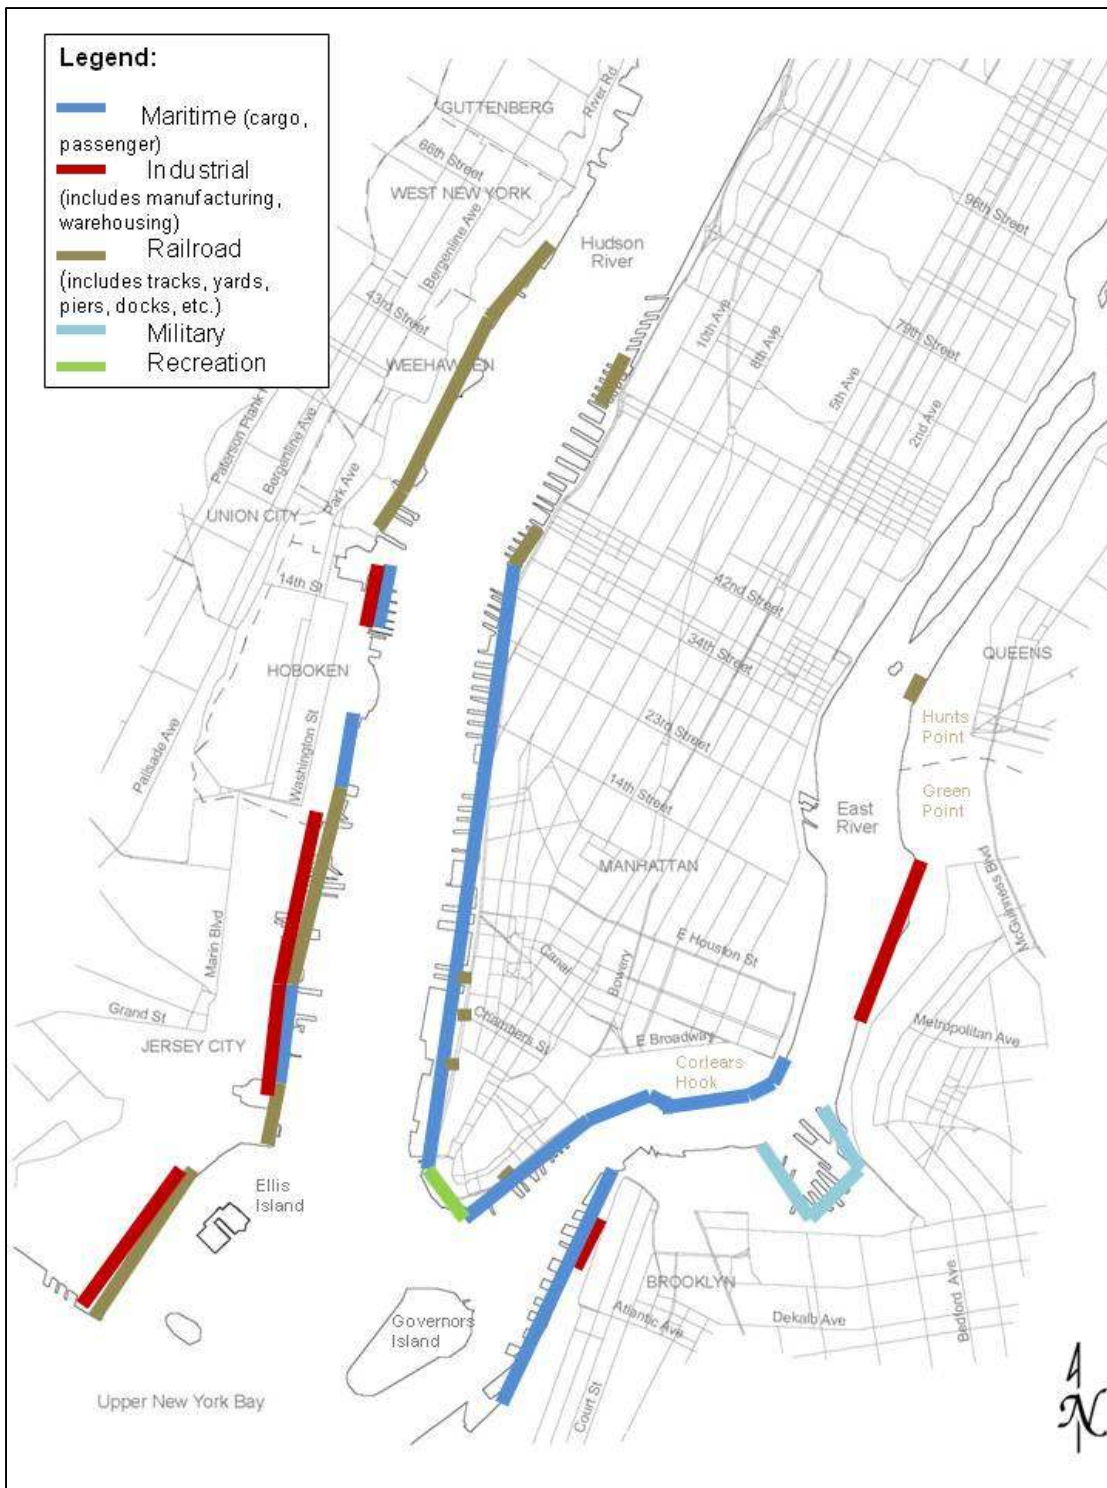 Legend:
Maritime (cargo,
passenger)
Industrial
(includes manufacturing,
warehousing)
Railroad
(includes tracks, yards,
piers, docks, etc.)
Military
Recreation
GUTTENBERG
River Rd
66th Street
WEST NEW YORK
Bergenline Ave
Hudson
River
43rd Street
WEEHAWKEN
96th Street
10th Ave
8th Ave
79th Street
5th Ave
2nd Ave
Paterson Plank
Bergenline Ave
Park Ave
UNION CITY
14th St
42nd Street
34th Street
QUEENS
HOBOKEN
Hunts
Point
23rd Street
Palisade Ave
Washington St
14th Street
Green
Point
East
River
MANHATTAN
McGuinness Blvd
Marin Blvd
E Houston St
Canal
Bowery
Grand St
Chambers St
E Broadway
Metropolitan Ave
JERSEY CITY
Corlears
Hook
Ellis
Island
BROOKLYN
Governors
Island
Atlantic Ave
Dekalb Ave
Bedford Ave.
Court St
Upper New York Bay
N